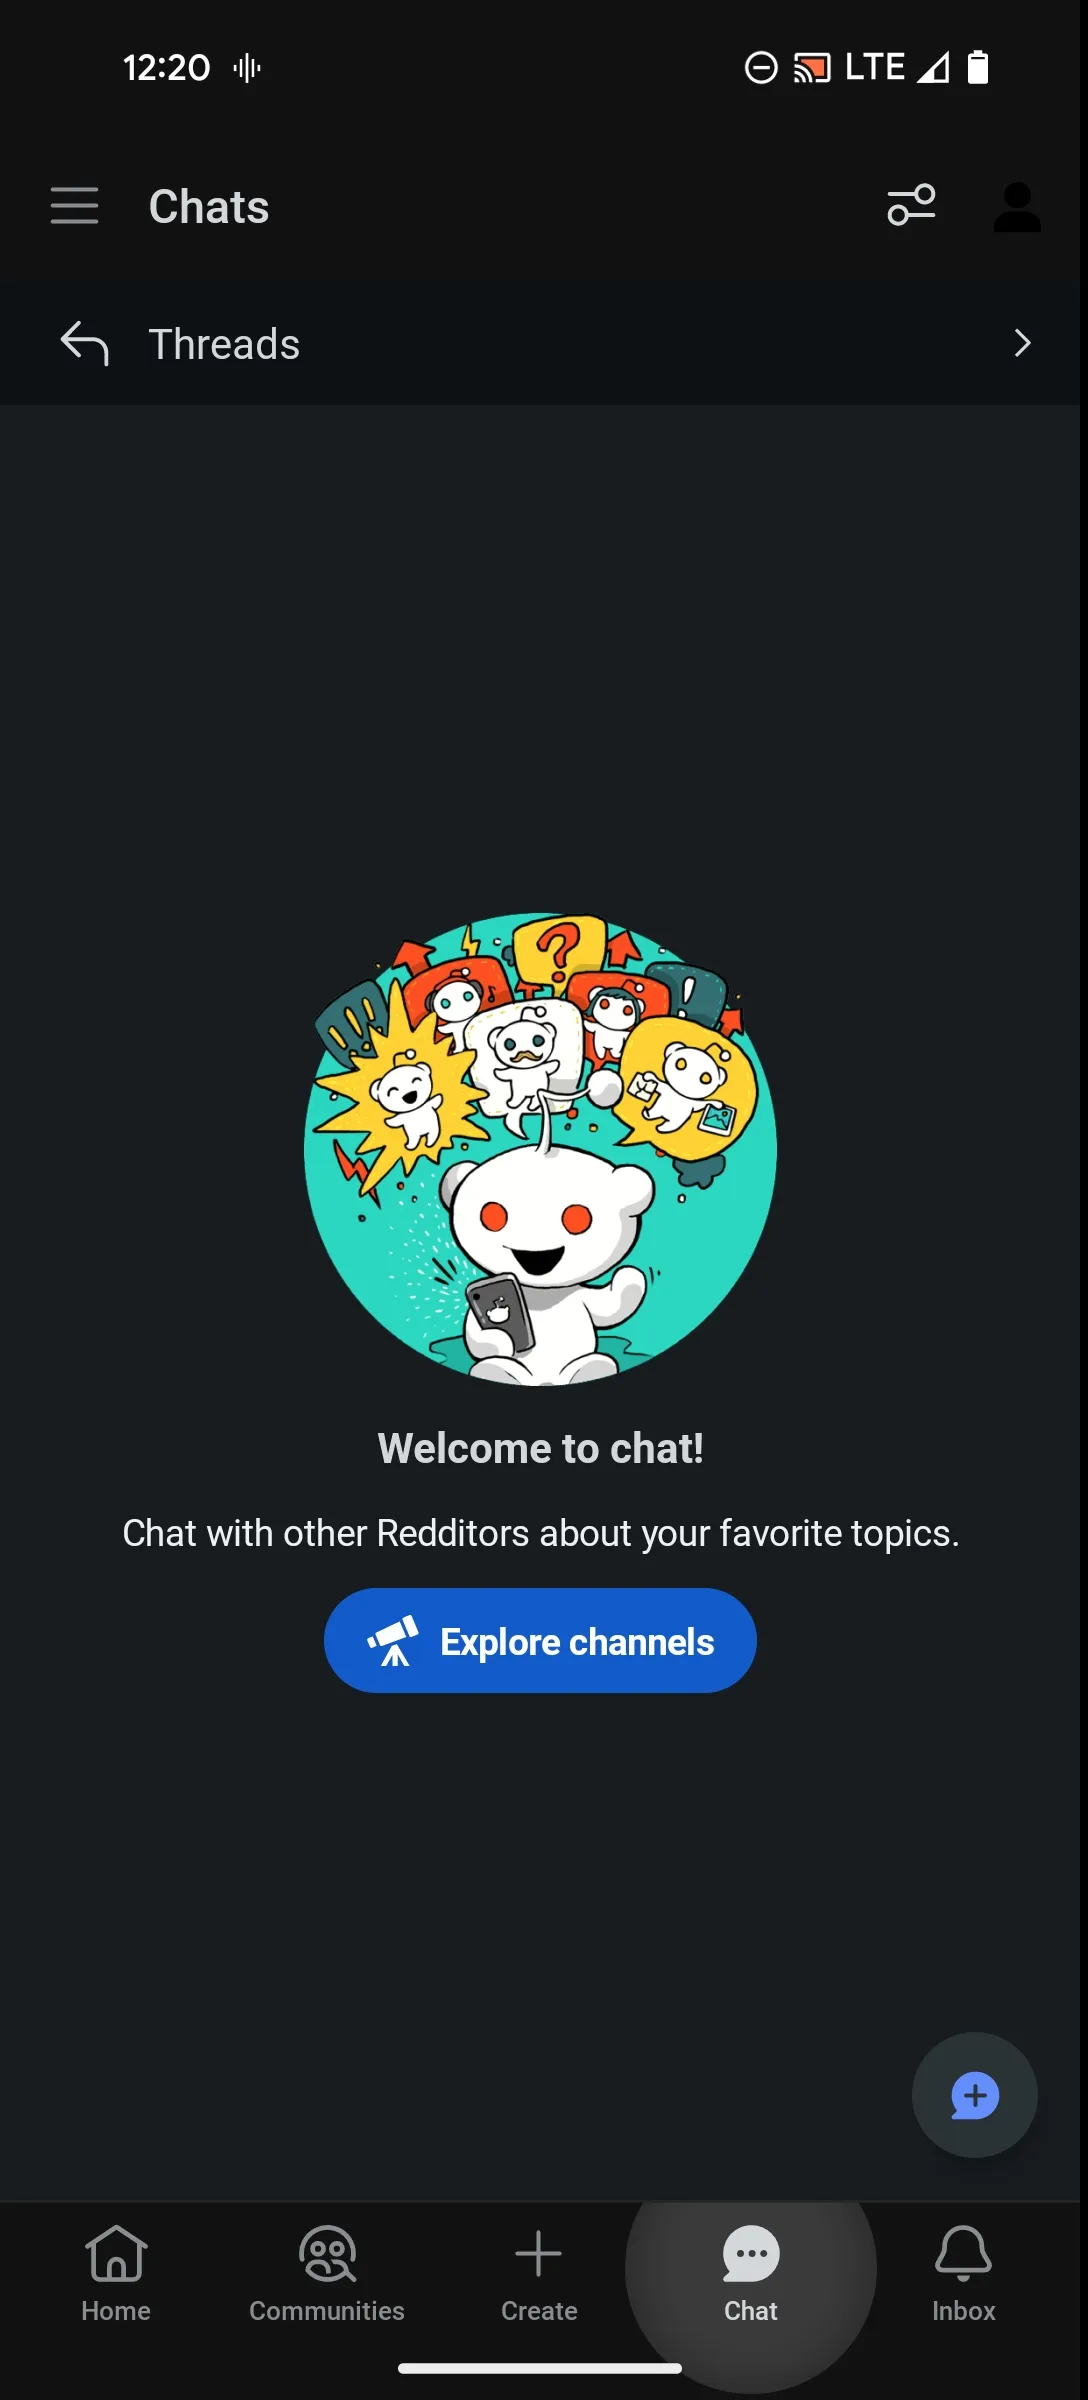 12:20
LTE
Chats
Threads
?
!
Welcome to chat!
Chat with other Redditors about your favorite topics.
Explore channels
Home
Communities
Create
Chat
Inbox